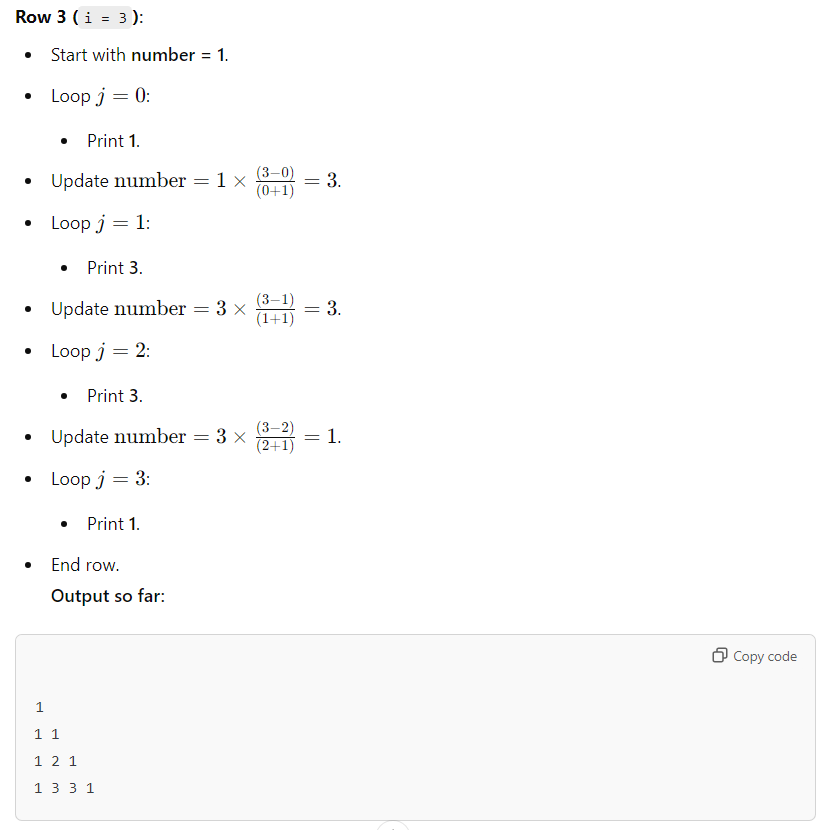 Row 3 ( i = 3 ):
• Start with number = 1.
• Loop j = 0:
• Print 1.
• Update number = 1 × (3−0)/(0+1) = 3.
• Loop j = 1:
• Print 3.
• Update number = 3 × (3−1)/(1+1) = 3.
• Loop j = 2:
• Print 3.
• Update number = 3 × (3−2)/(2+1) = 1.
• Loop j = 3:
• Print 1.
• End row.
Output so far:
Copy code
1
1 1
1 2 1
1 3 3 1